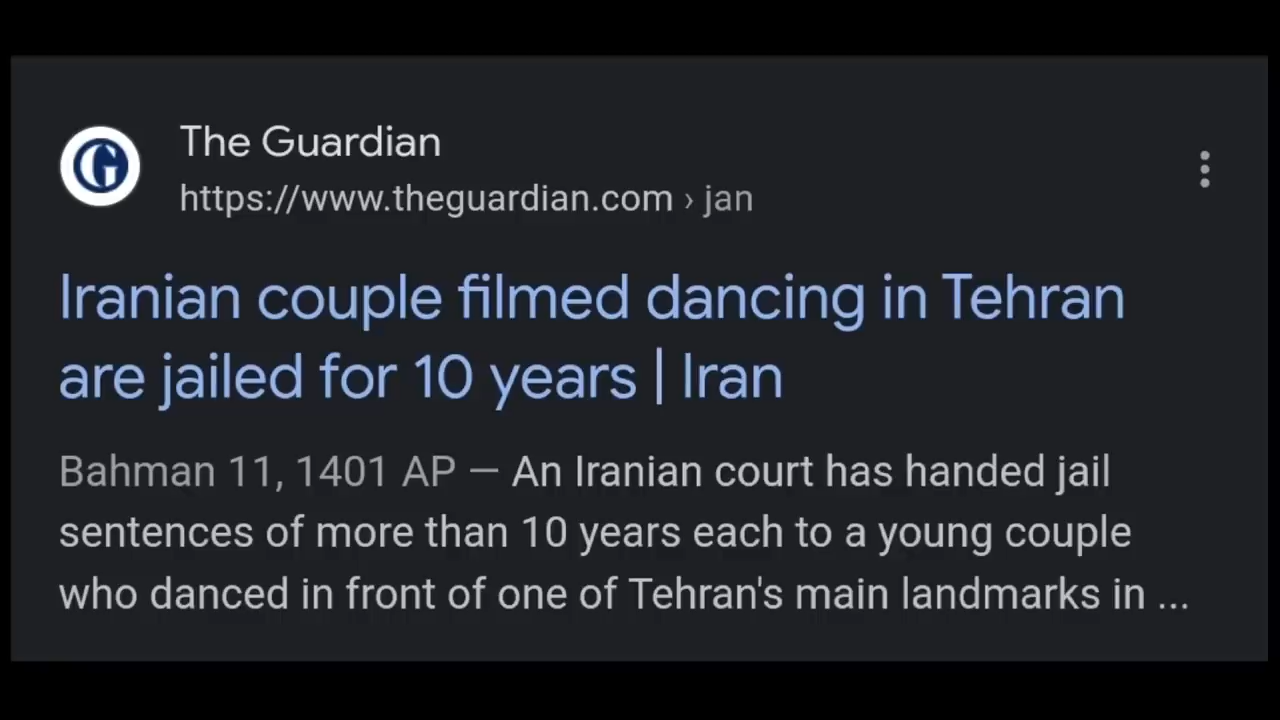 The Guardian
https://www.theguardian.com › jan
Iranian couple filmed dancing in Tehran
are jailed for 10 years | Iran
Bahman 11, 1401 AP — An Iranian court has handed jail
sentences of more than 10 years each to a young couple
who danced in front of one of Tehran's main landmarks in ...